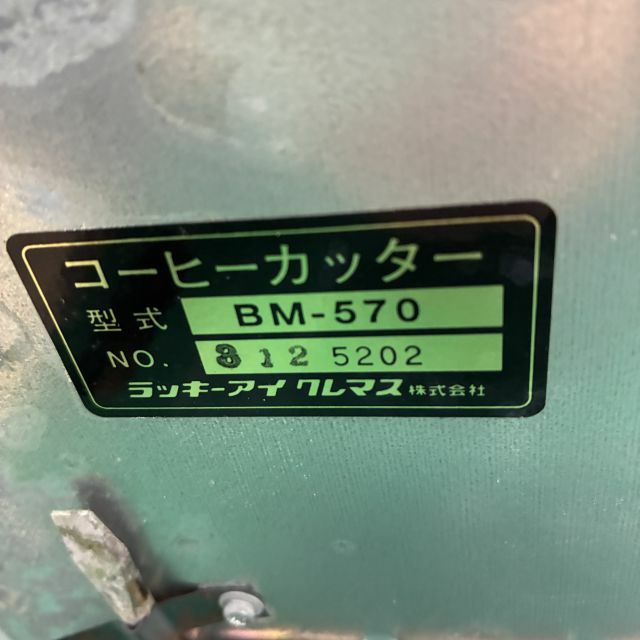 コーヒーカッター
型式 BM-570
NO. 812 5202
ラッキーアイ クレマス 株式会社